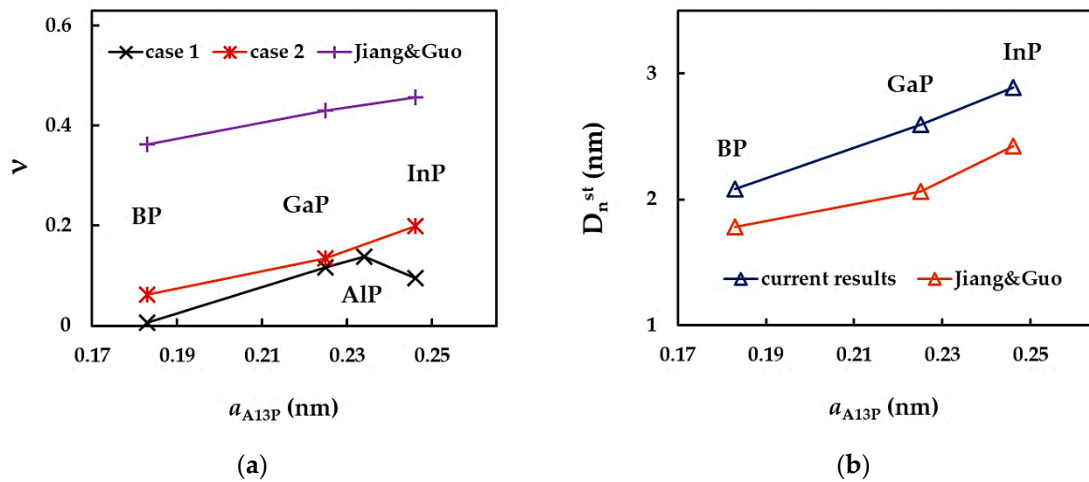 0.6
case 1 case 2 Jiang&Guo
0.4
ν
InP
BP
GaP
0.2
AlP
0
0.17 0.19 0.21 0.23 0.25
a_A13P (nm)
(a)
InP
3
GaP
BP
D_n^st (nm)
2
current results Jiang&Guo
1
0.17 0.19 0.21 0.23 0.25
a_A13P (nm)
(b)